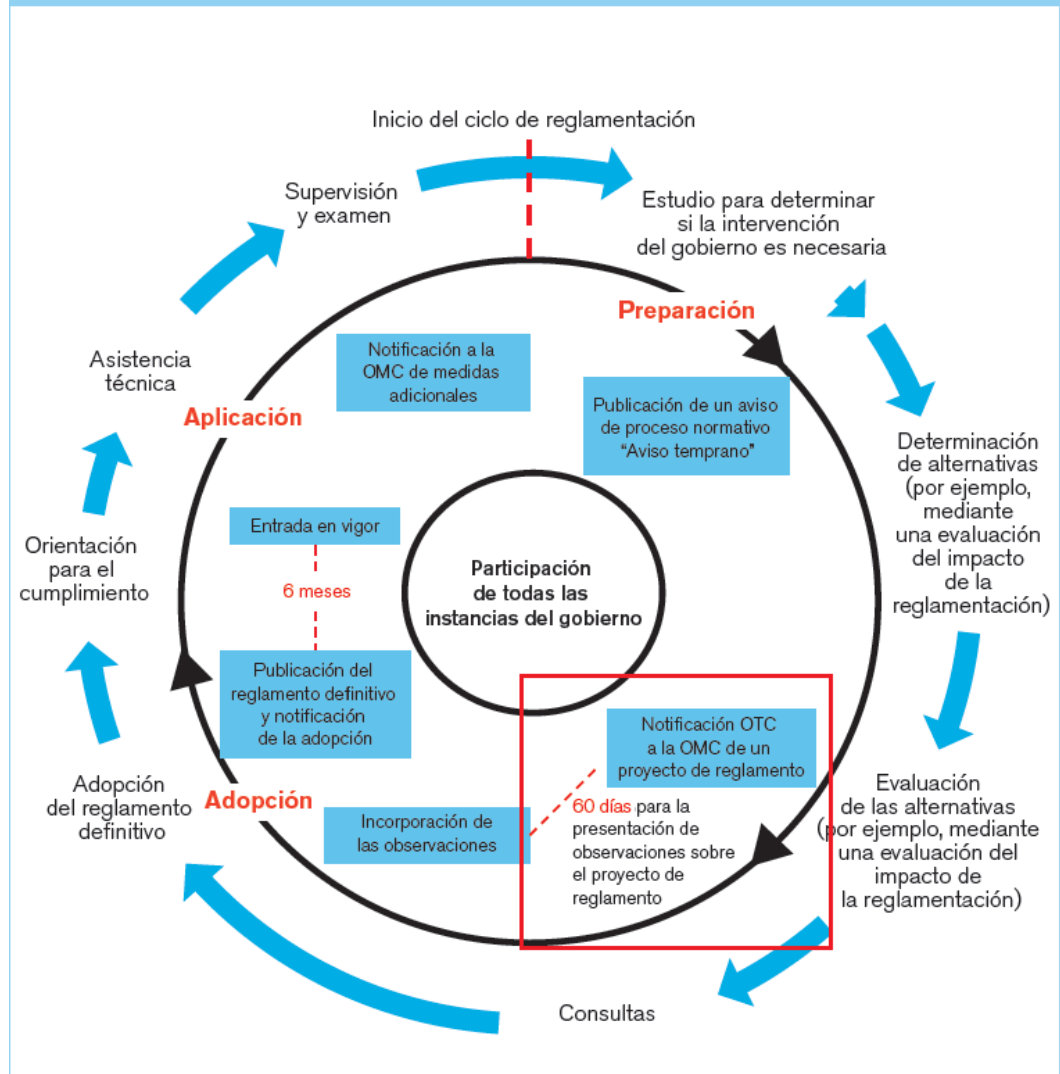 Inicio del ciclo de reglamentación
Estudio para determinar
si la intervención
del gobierno es necesaria
Determinación
de alternativas
(por ejemplo,
mediante
una evaluación
del impacto
de la
reglamentación)
Evaluación
de las alternativas
(por ejemplo, mediante
una evaluación del
impacto de
la reglamentación)
Consultas
Adopción
del reglamento
definitivo
Orientación
para el
cumplimiento
Asistencia
técnica
Supervisión
y examen
Preparación
Publicación de un aviso
de proceso normativo
“Aviso temprano”
Notificación OTC
a la OMC de un
proyecto de reglamento
60 días para la
presentación de
observaciones sobre
el proyecto de
reglamento
Incorporación de
las observaciones
Adopción
Publicación del
reglamento definitivo
y notificación
de la adopción
6 meses
Entrada en vigor
Aplicación
Notificación a la
OMC de medidas
adicionales
Participación
de todas las
instancias del gobierno